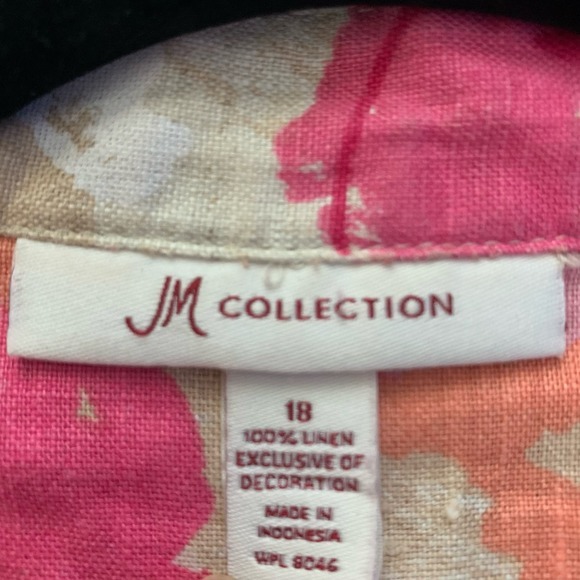 JM COLLECTION
18
100% LINEN
EXCLUSIVE OF
DECORATION
MADE IN
INDONESIA
WPL 8046